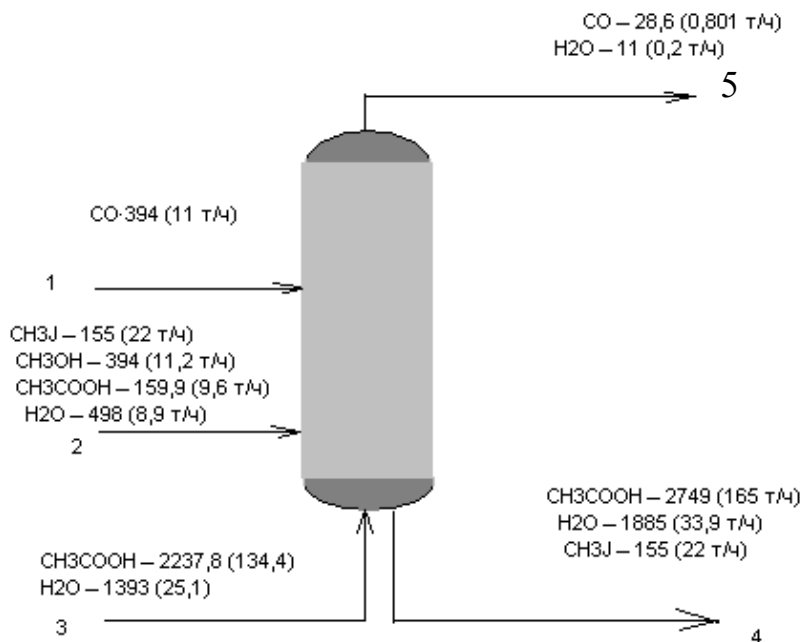 CO – 28,6 (0,801 т/ч)
H2O – 11 (0,2 т/ч)
5
CO·394 (11 т/ч)
1
CH3J – 155 (22 т/ч)
CH3OH – 394 (11,2 т/ч)
CH3COOH – 159,9 (9,6 т/ч)
H2O – 498 (8,9 т/ч)
2
CH3COOH – 2749 (165 т/ч)
H2O – 1885 (33,9 т/ч)
CH3J – 155 (22 т/ч)
CH3COOH – 2237,8 (134,4)
H2O – 1393 (25,1)
3
4